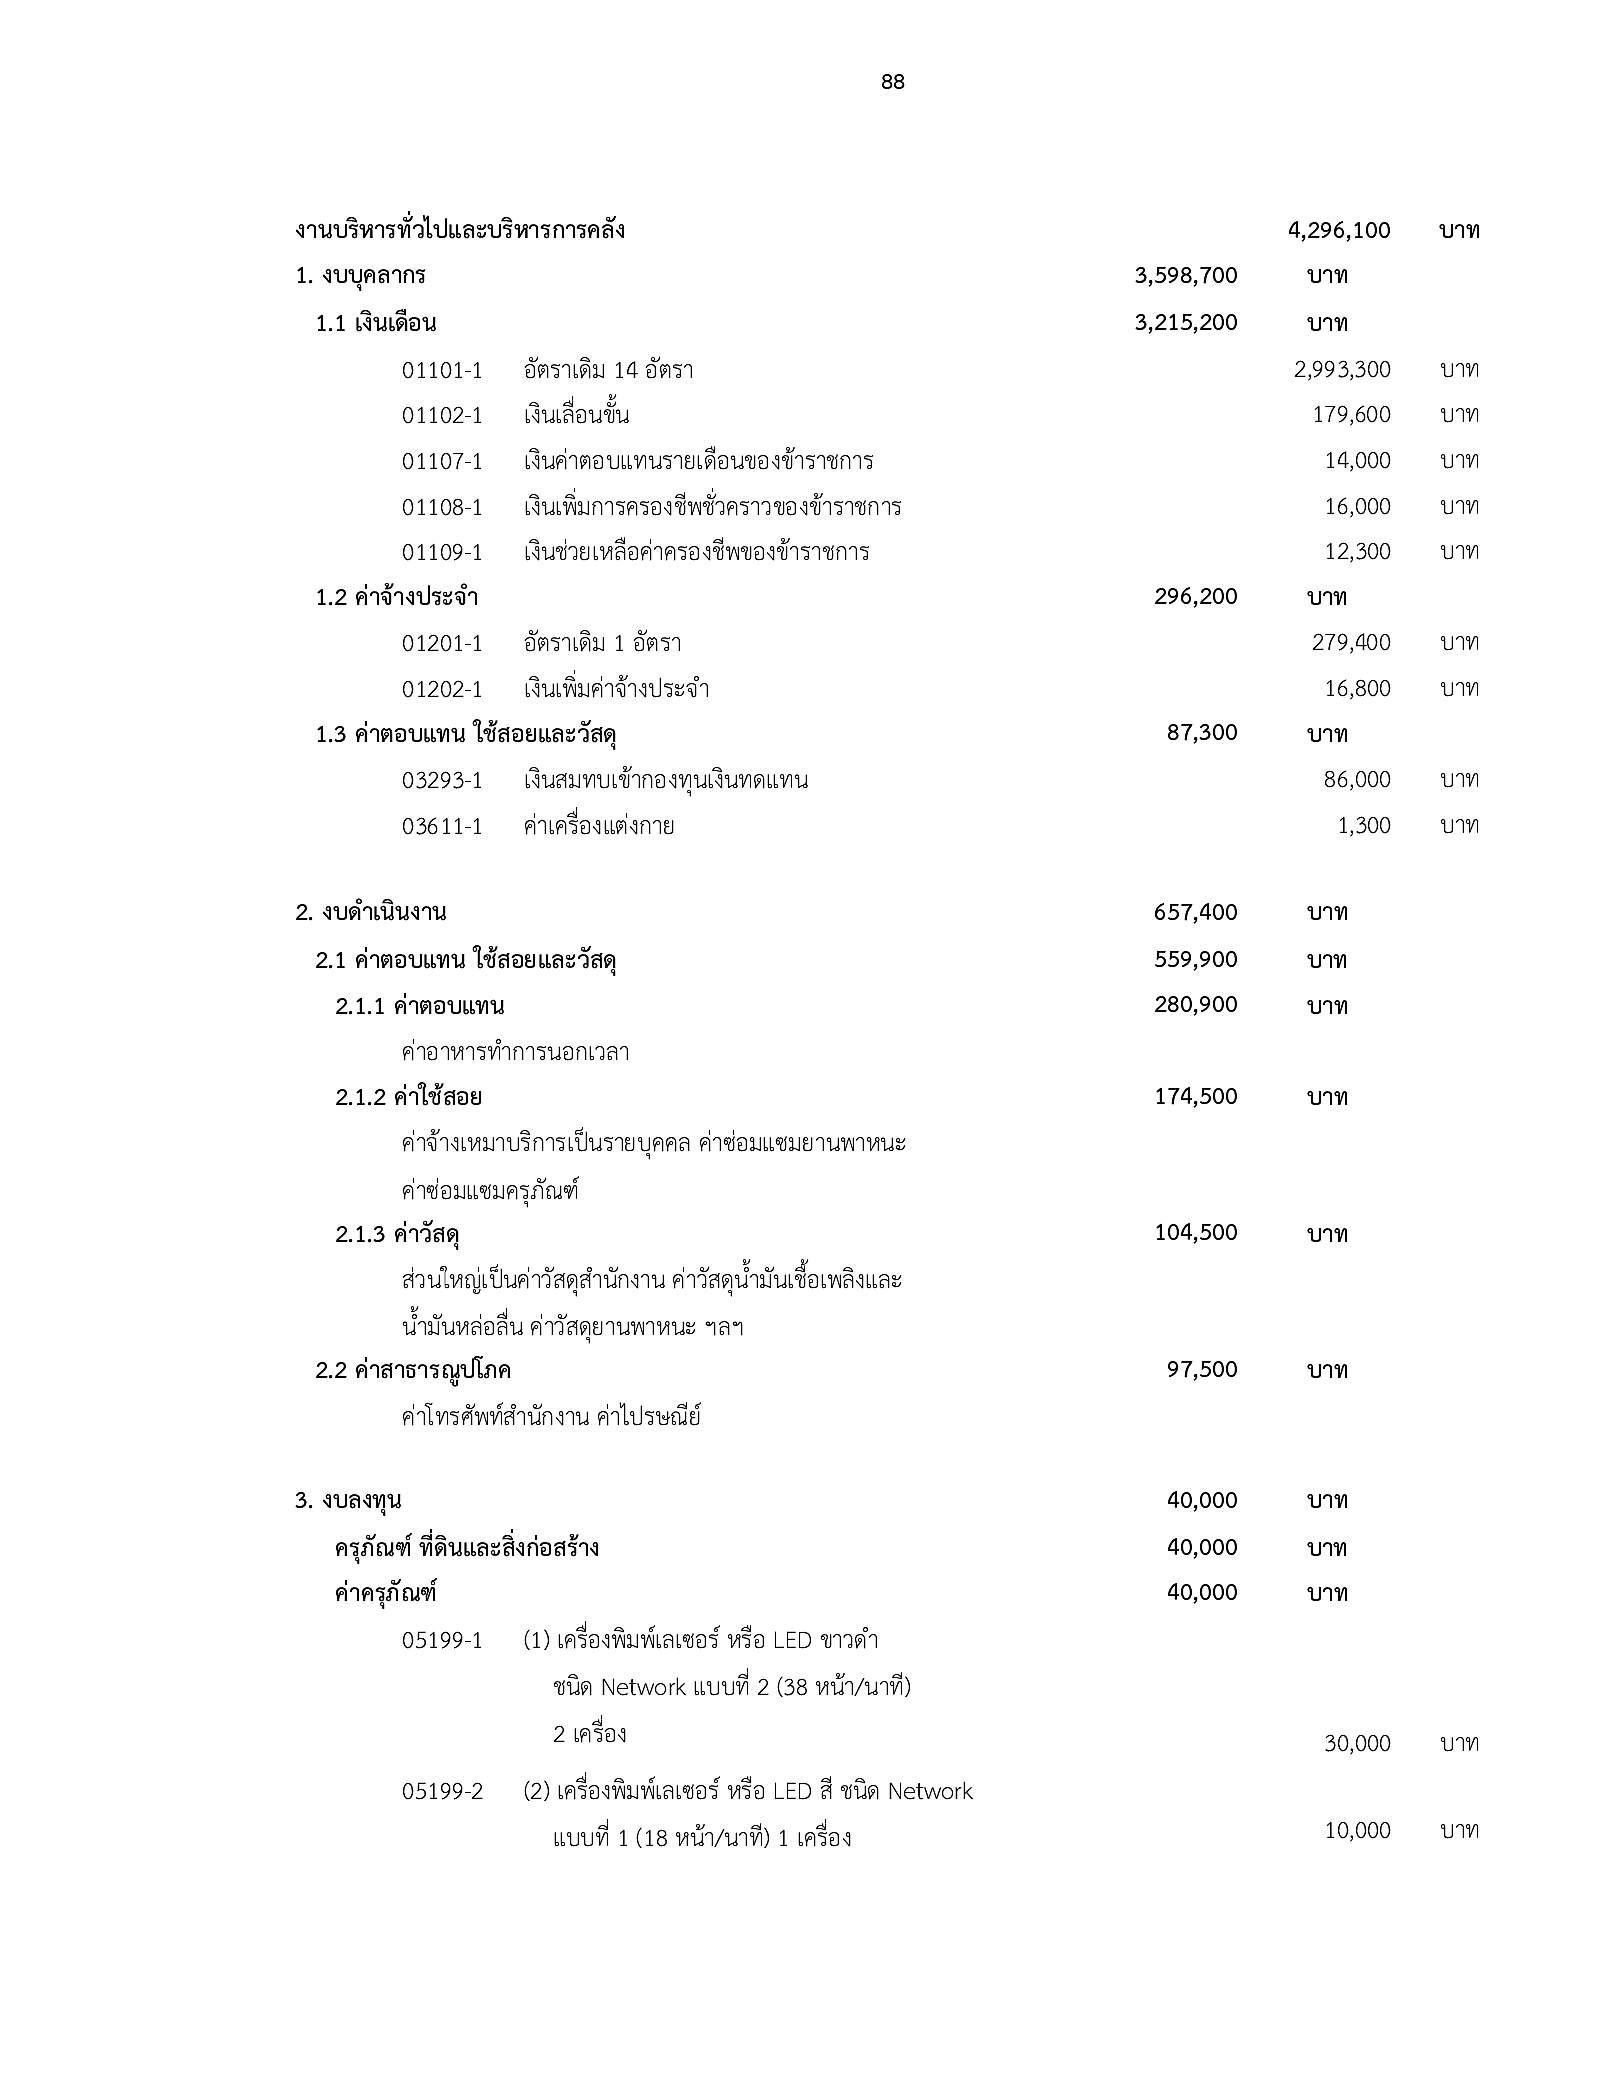 88
งานบริหารทั่วไปและบริหารการคลัง 4,296,100 บาท
1. งบบุคลากร 3,598,700 บาท
1.1 เงินเดือน 3,215,200 บาท
01101-1 อัตราเดิม 14 อัตรา 2,993,300 บาท
01102-1 เงินเลื่อนขั้น 179,600 บาท
01107-1 เงินค่าตอบแทนรายเดือนของข้าราชการ 14,000 บาท
01108-1 เงินเพิ่มการครองชีพชั่วคราวของข้าราชการ 16,000 บาท
01109-1 เงินช่วยเหลือค่าครองชีพของข้าราชการ 12,300 บาท
1.2 ค่าจ้างประจำ 296,200 บาท
01201-1 อัตราเดิม 1 อัตรา 279,400 บาท
01202-1 เงินเพิ่มค่าจ้างประจำ 16,800 บาท
1.3 ค่าตอบแทน ใช้สอยและวัสดุ 87,300 บาท
03293-1 เงินสมทบเข้ากองทุนเงินทดแทน 86,000 บาท
03611-1 ค่าเครื่องแต่งกาย 1,300 บาท
2. งบดำเนินงาน 657,400 บาท
2.1 ค่าตอบแทน ใช้สอยและวัสดุ 559,900 บาท
2.1.1 ค่าตอบแทน 280,900 บาท
ค่าอาหารทำการนอกเวลา
2.1.2 ค่าใช้สอย 174,500 บาท
ค่าจ้างเหมาบริการเป็นรายบุคคล ค่าซ่อมแซมยานพาหนะ
ค่าซ่อมแซมครุภัณฑ์
2.1.3 ค่าวัสดุ 104,500 บาท
ส่วนใหญ่เป็นค่าวัสดุสำนักงาน ค่าวัสดุน้ำมันเชื้อเพลิงและ
น้ำมันหล่อลื่น ค่าวัสดุยานพาหนะ ฯลฯ
2.2 ค่าสาธารณูปโภค 97,500 บาท
ค่าโทรศัพท์สำนักงาน ค่าไปรษณีย์
3. งบลงทุน 40,000 บาท
ครุภัณฑ์ ที่ดินและสิ่งก่อสร้าง 40,000 บาท
ค่าครุภัณฑ์ 40,000 บาท
05199-1 (1) เครื่องพิมพ์เลเซอร์ หรือ LED ขาวดำ
ชนิด Network แบบที่ 2 (38 หน้า/นาที)
2 เครื่อง 30,000 บาท
05199-2 (2) เครื่องพิมพ์เลเซอร์ หรือ LED สี ชนิด Network
แบบที่ 1 (18 หน้า/นาที) 1 เครื่อง 10,000 บาท